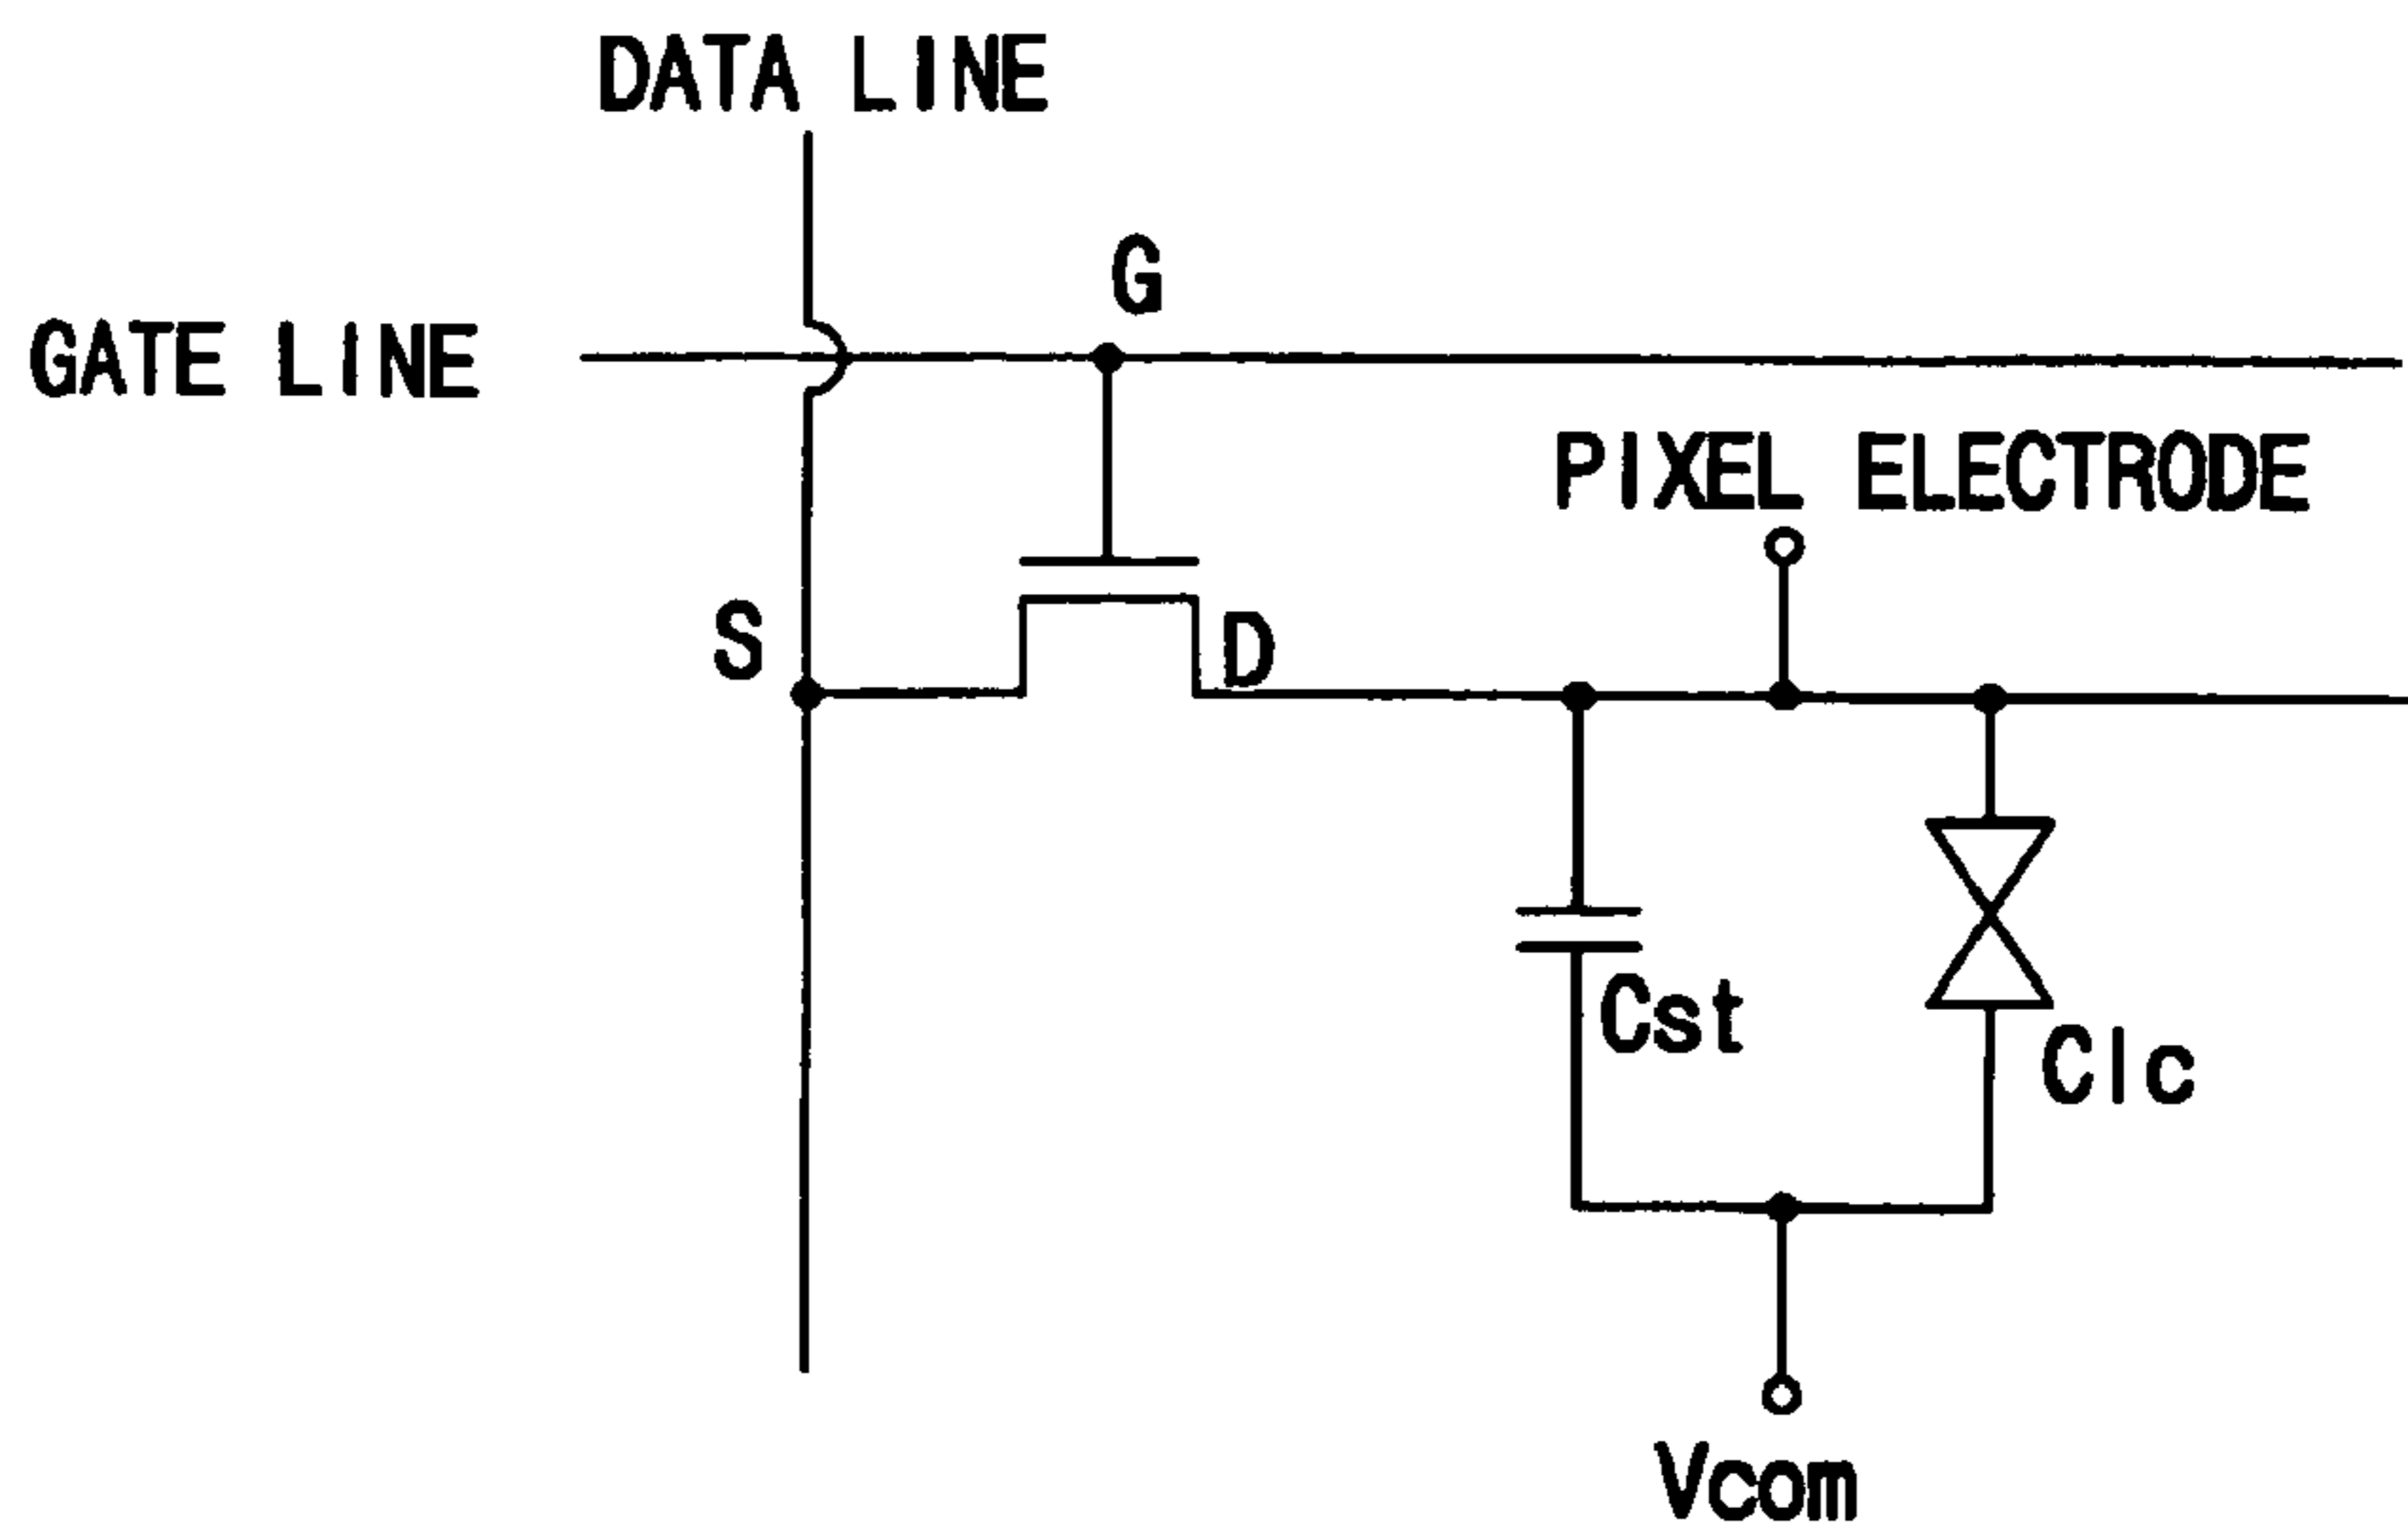 DATA LINE
G
GATE LINE
PIXEL ELECTRODE
S
D
Cst
Clc
Vcom